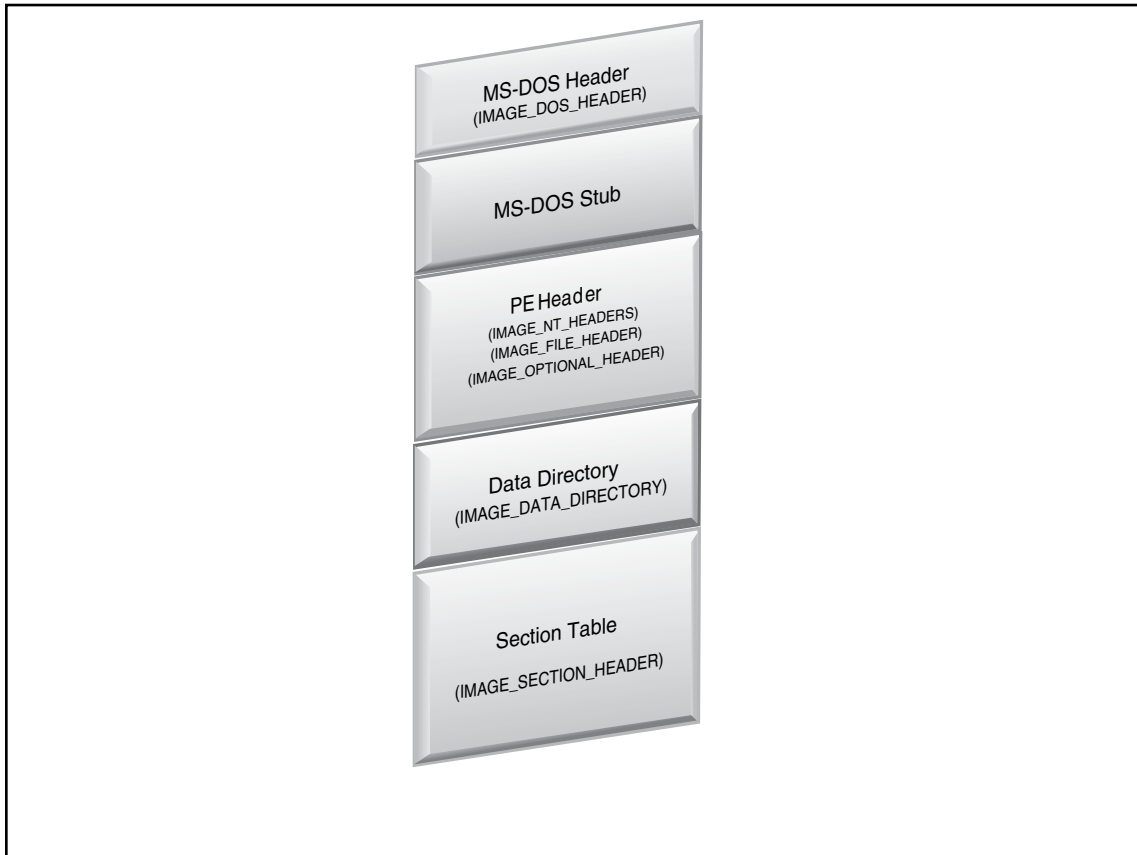 MS-DOS Header
(IMAGE_DOS_HEADER)
MS-DOS Stub
PE Header
(IMAGE_NT_HEADERS)
(IMAGE_FILE_HEADER)
(IMAGE_OPTIONAL_HEADER)
Data Directory
(IMAGE_DATA_DIRECTORY)
Section Table
(IMAGE_SECTION_HEADER)